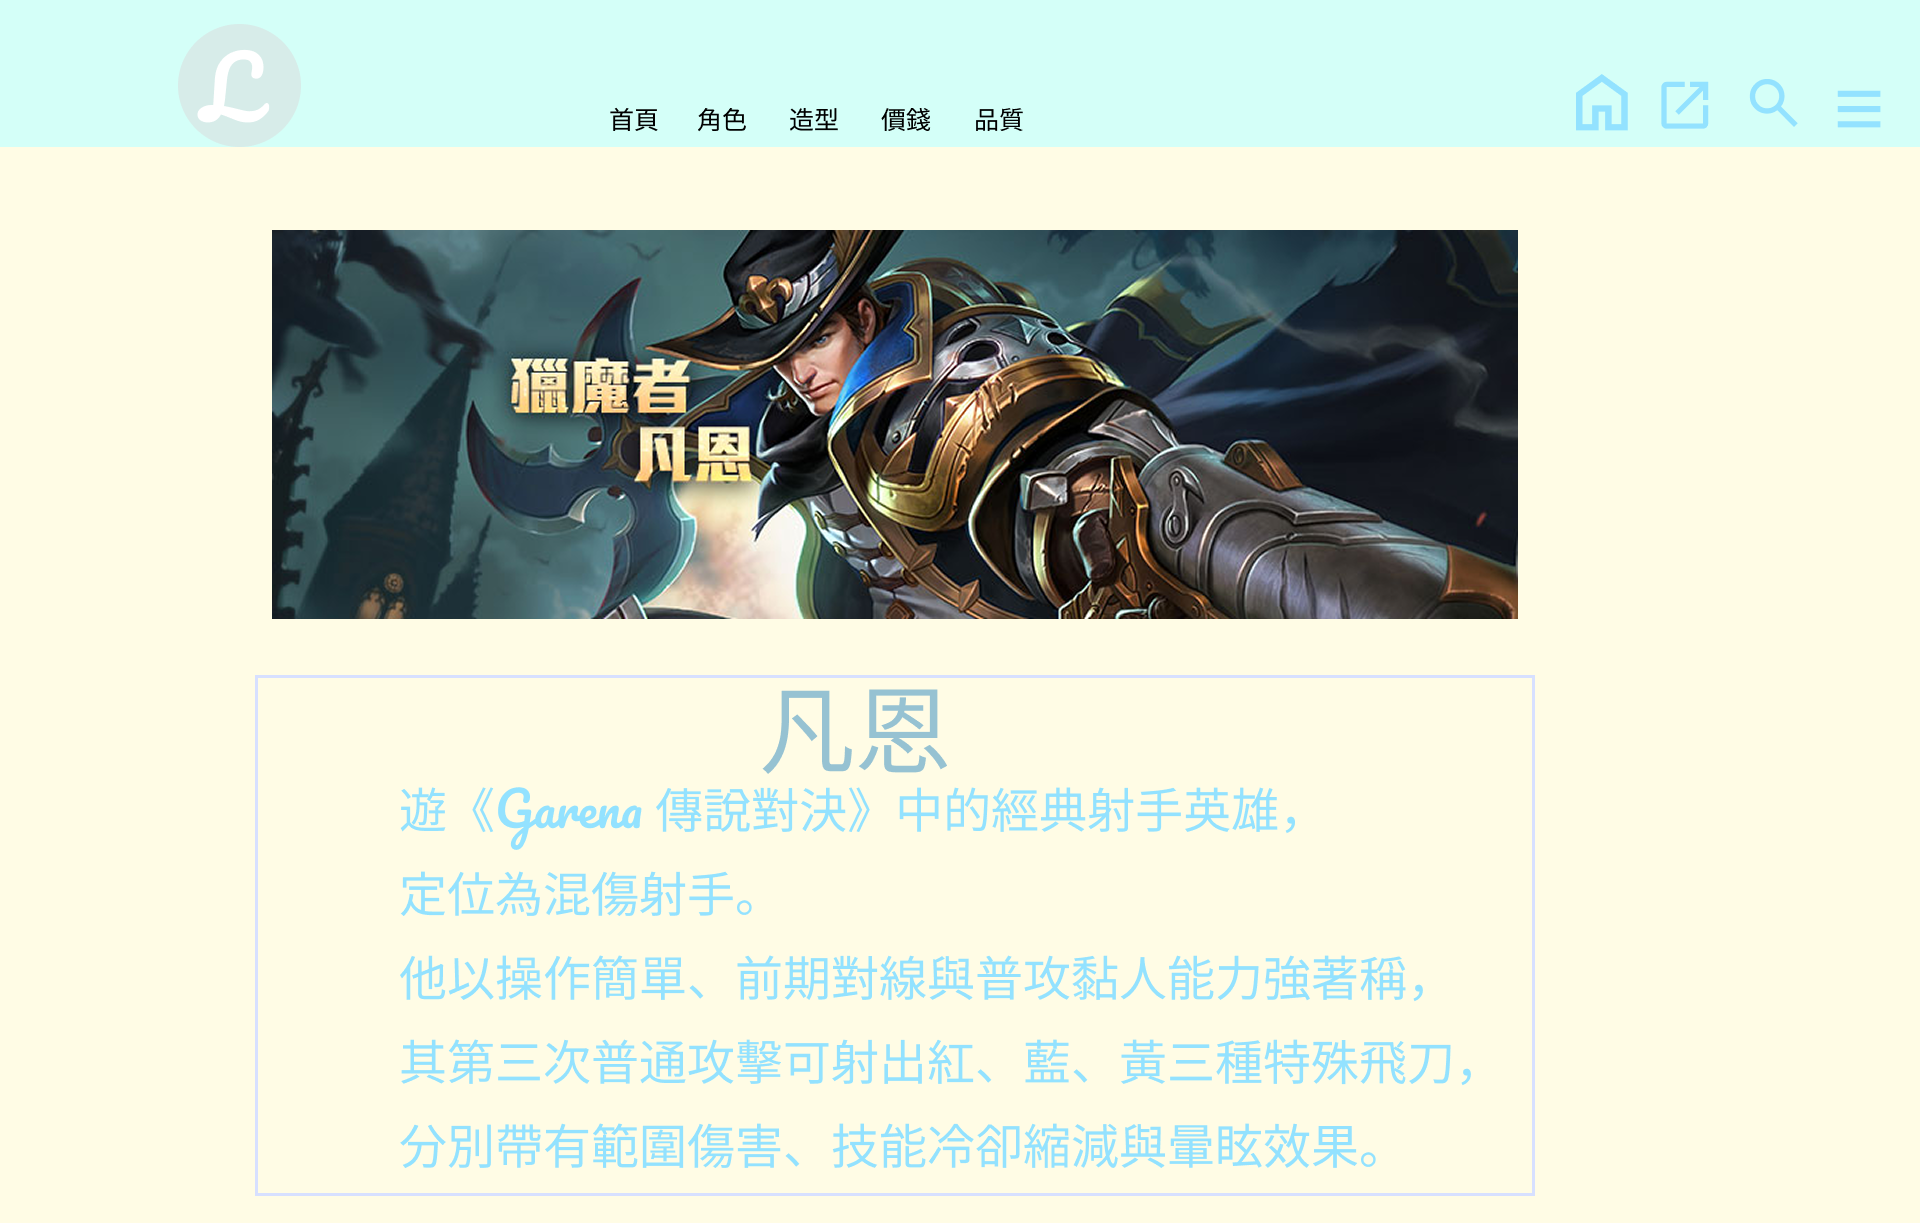 L
首頁 角色 造型 價錢 品質
獵魔者
凡恩
凡恩
遊《Garena 傳說對決》中的經典射手英雄，
定位為混傷射手。
他以操作簡單、前期對線與普攻黏人能力強著稱，
其第三次普通攻擊可射出紅、藍、黃三種特殊飛刀，
分別帶有範圍傷害、技能冷卻縮減與暈眩效果。